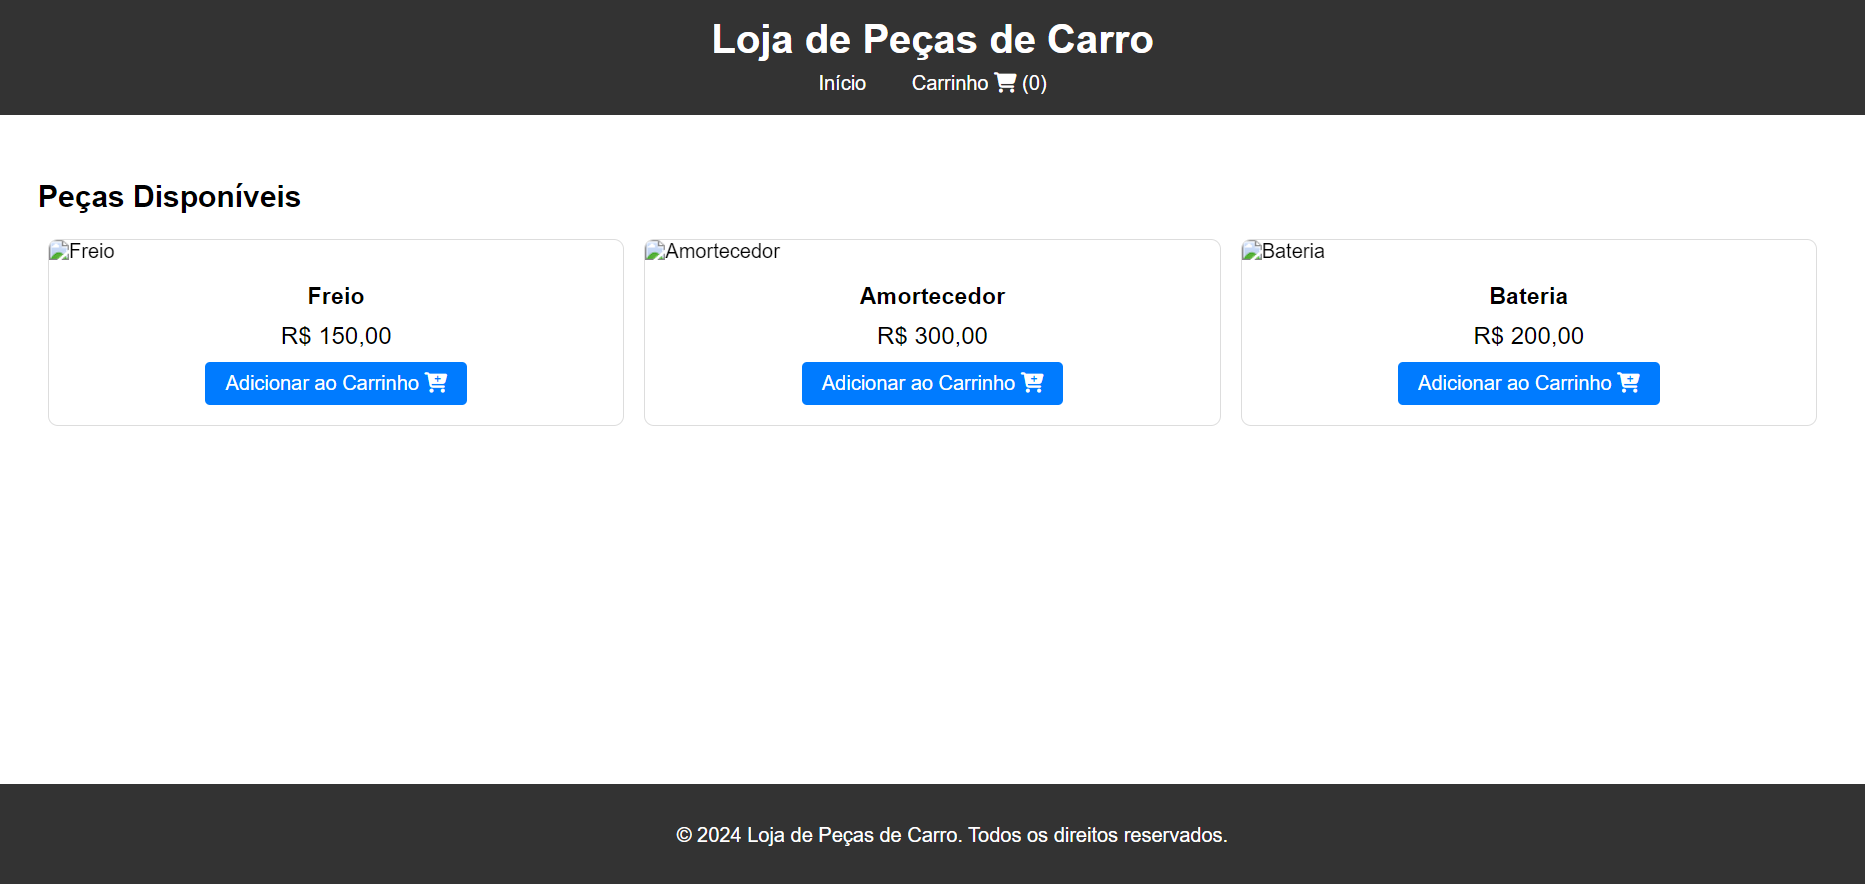 Loja de Peças de Carro
Início Carrinho (0)
Peças Disponíveis
Freio Amortecedor Bateria
Freio Amortecedor Bateria
R$ 150,00 R$ 300,00 R$ 200,00
Adicionar ao Carrinho Adicionar ao Carrinho Adicionar ao Carrinho
© 2024 Loja de Peças de Carro. Todos os direitos reservados.